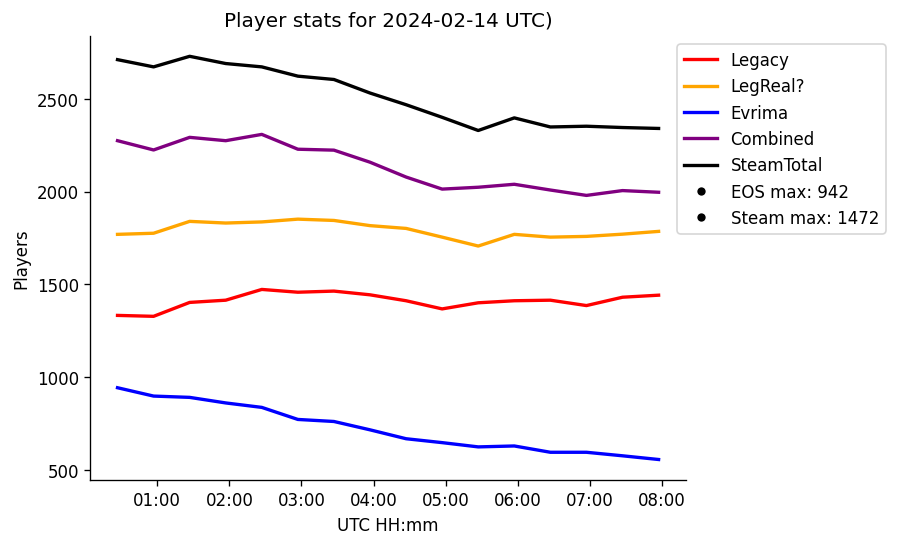 Player stats for 2024-02-14 UTC)
Legacy
LegReal?
Evrima
Combined
SteamTotal
EOS max: 942
Steam max: 1472
Players
2500
2000
1500
1000
500
01:00 02:00 03:00 04:00 05:00 06:00 07:00 08:00
UTC HH:mm